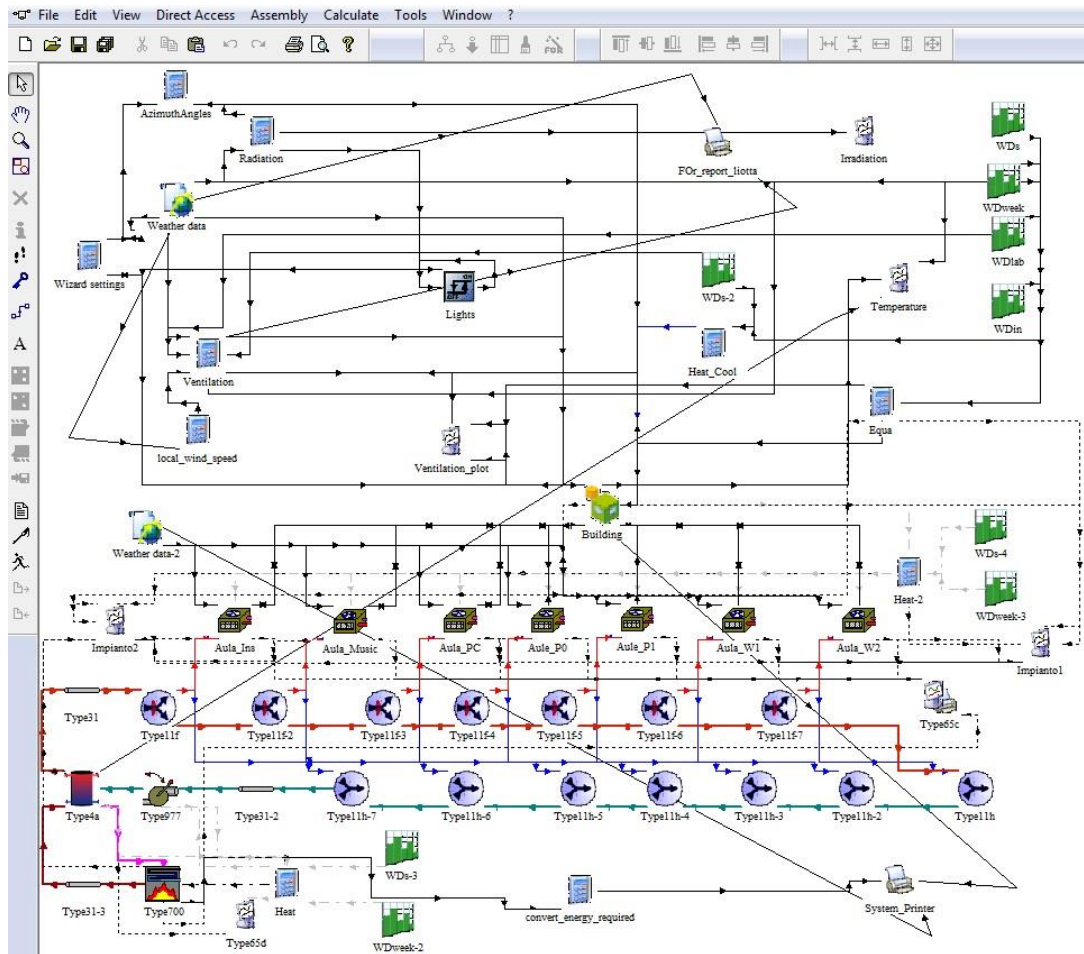 File Edit View Direct Access Assembly Calculate Tools Window ?
AzimuthAngles
Radiation
FOr_report_liotta
Irradiation
WDs
WDweek
Weather data
WDlab
Wizard settings
Lights
WDs-2
Temperature
WDin
Ventilation
Heat_Cool
Equa
local_wind_speed
Ventilation_plot
Building
Weather data-2
WDs-4
Heat-2
WDweek-3
Impianto2
Aula_Ins
Aula_Music
Aula_PC
Aula_P0
Aula_P1
Aula_W1
Aula_W2
Impianto1
Type31
Type11f
Type11f-2
Type11f-3
Type11f-4
Type11f-5
Type11f-6
Type11f-7
Type65c
Type4a
Type977
Type31-2
Type11h-7
Type11h-6
Type11h-5
Type11h-4
Type11h-3
Type11h-2
Type11h
WDs-3
Type31-3
Type700
Heat
Type65d
WDweek-2
convert_energy_required
System_Printer